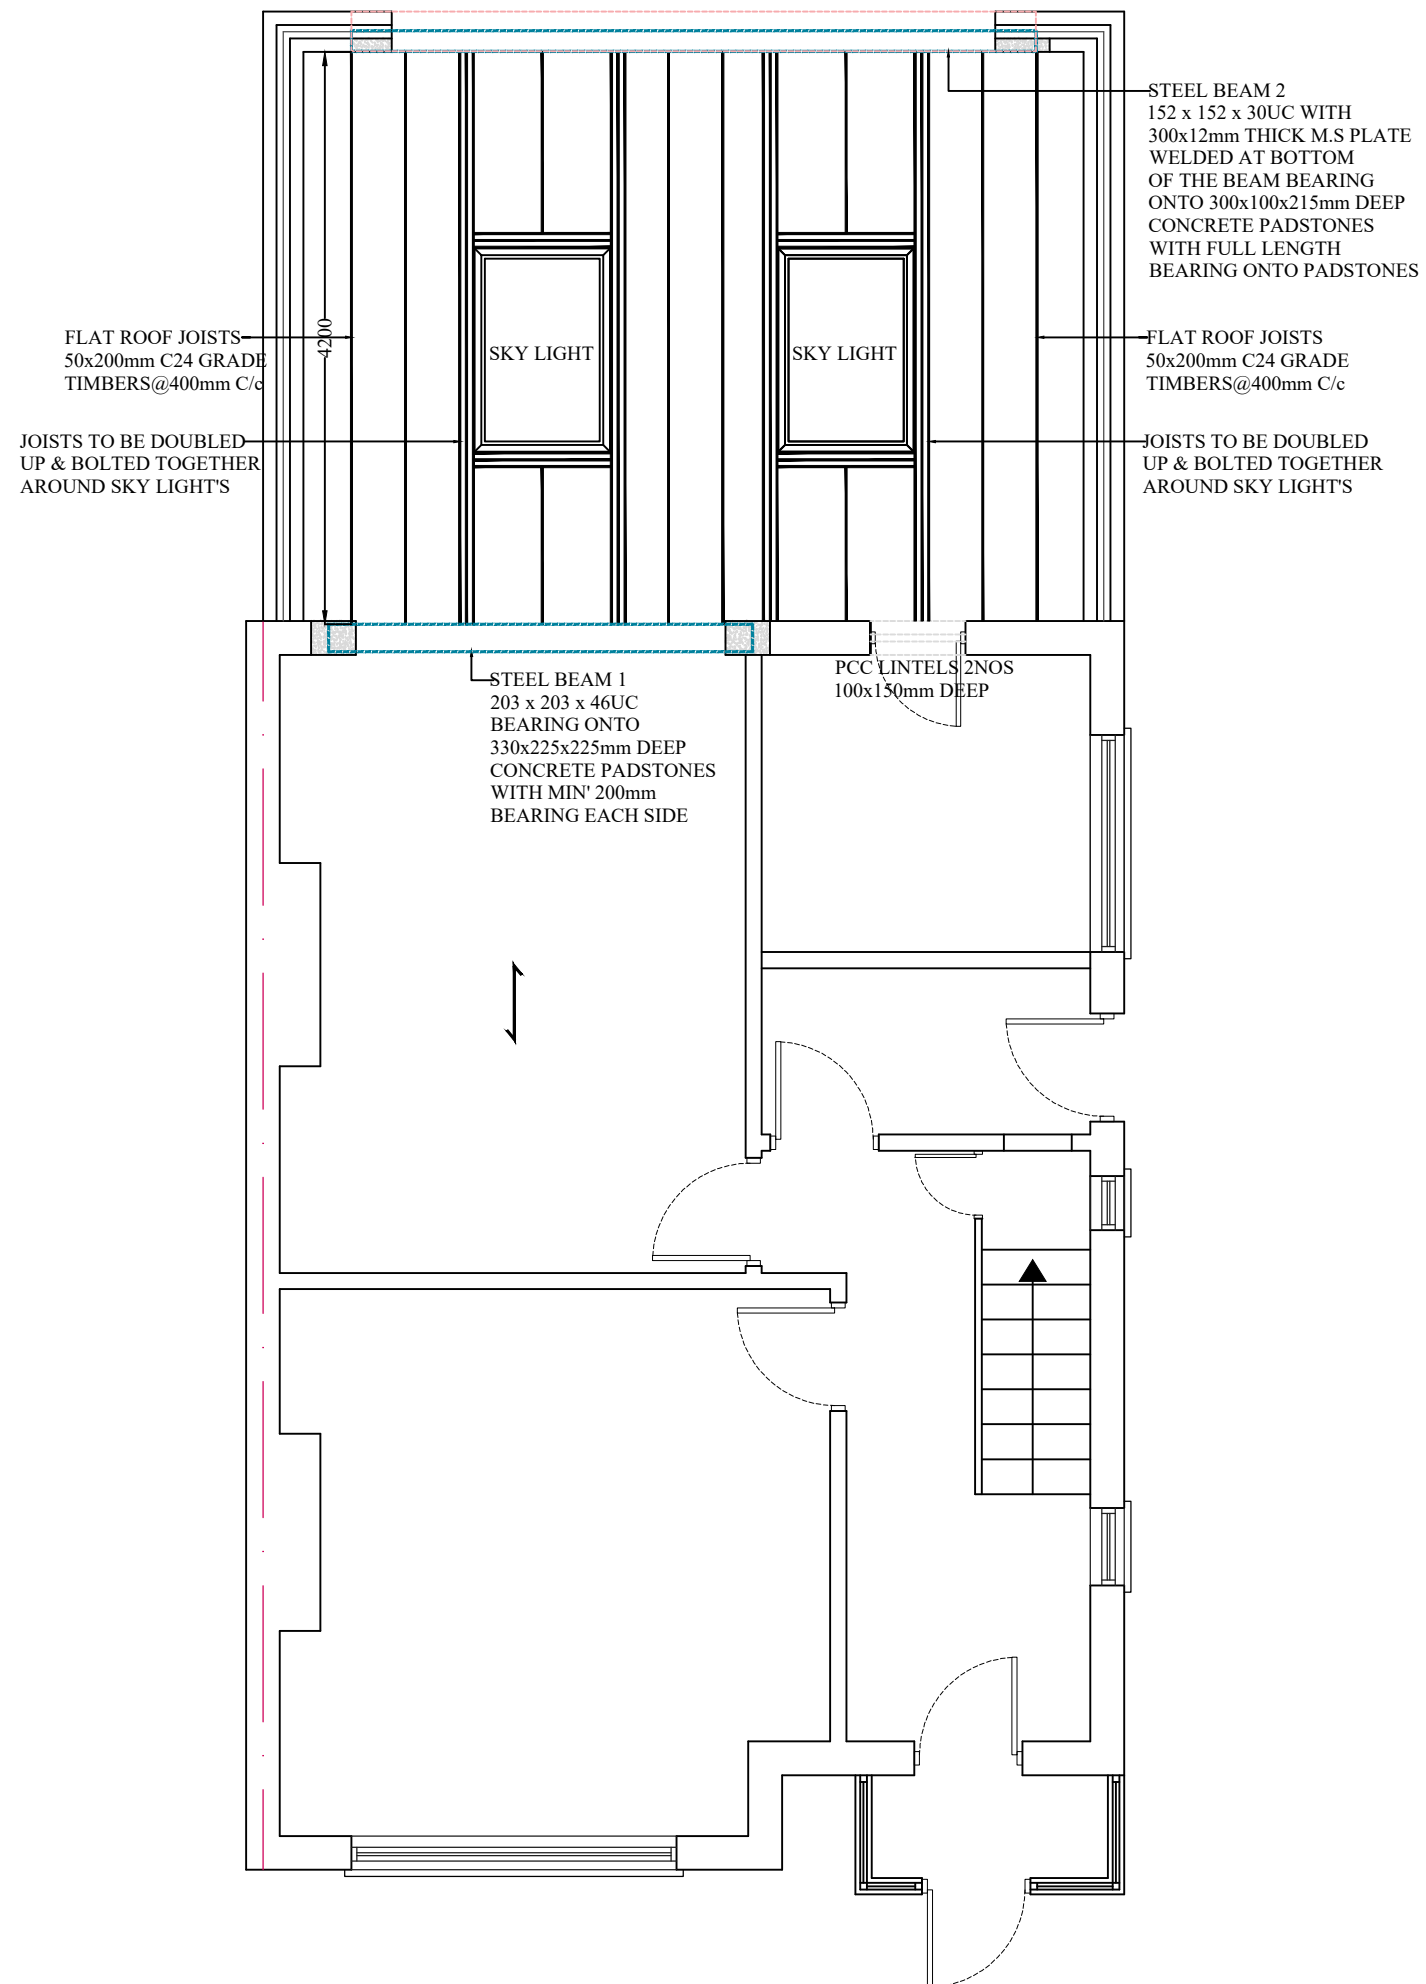 STEEL BEAM 2
152 x 152 x 30UC WITH
300x12mm THICK M.S PLATE
WELDED AT BOTTOM
OF THE BEAM BEARING
ONTO 300x100x215mm DEEP
CONCRETE PADSTONES
WITH FULL LENGTH
BEARING ONTO PADSTONES
FLAT ROOF JOISTS
50x200mm C24 GRADE
TIMBERS@400mm C/c
4200
SKY LIGHT
SKY LIGHT
FLAT ROOF JOISTS
50x200mm C24 GRADE
TIMBERS@400mm C/c
JOISTS TO BE DOUBLED
UP & BOLTED TOGETHER
AROUND SKY LIGHT'S
JOISTS TO BE DOUBLED
UP & BOLTED TOGETHER
AROUND SKY LIGHT'S
STEEL BEAM 1
203 x 203 x 46UC
BEARING ONTO
330x225x225mm DEEP
CONCRETE PADSTONES
WITH MIN' 200mm
BEARING EACH SIDE
PCC LINTELS 2NOS
100x150mm DEEP